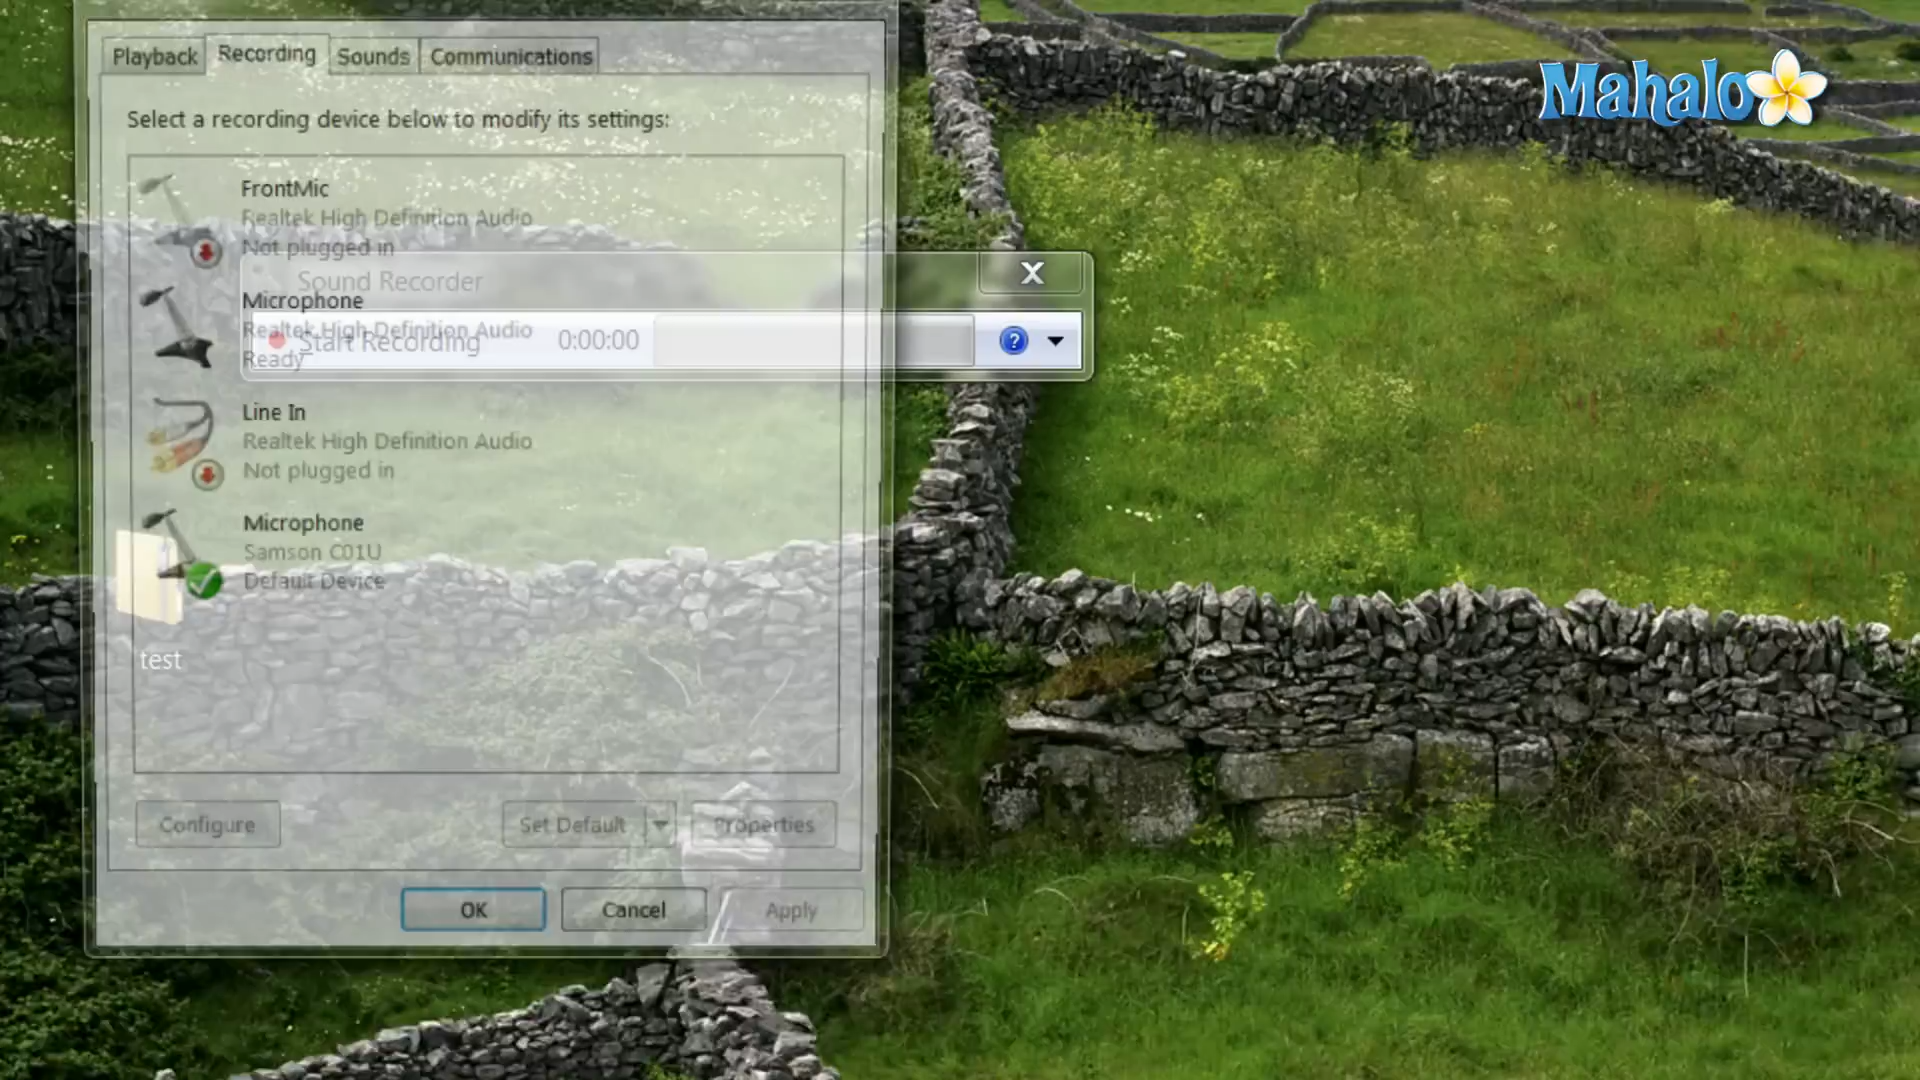 Playback
Recording
Sounds
Communications
Mahalo
Select a recording device below to modify its settings:
FrontMic
Realtek High Definition Audio
Not plugged in
Sound Recorder
X
Microphone
Realtek High Definition Audio
Start Recording
0:00:00
?
Ready
Line In
Realtek High Definition Audio
Not plugged in
Microphone
Samson C01U
Default Device
test
Configure
Set Default
Properties
OK
Cancel
Apply